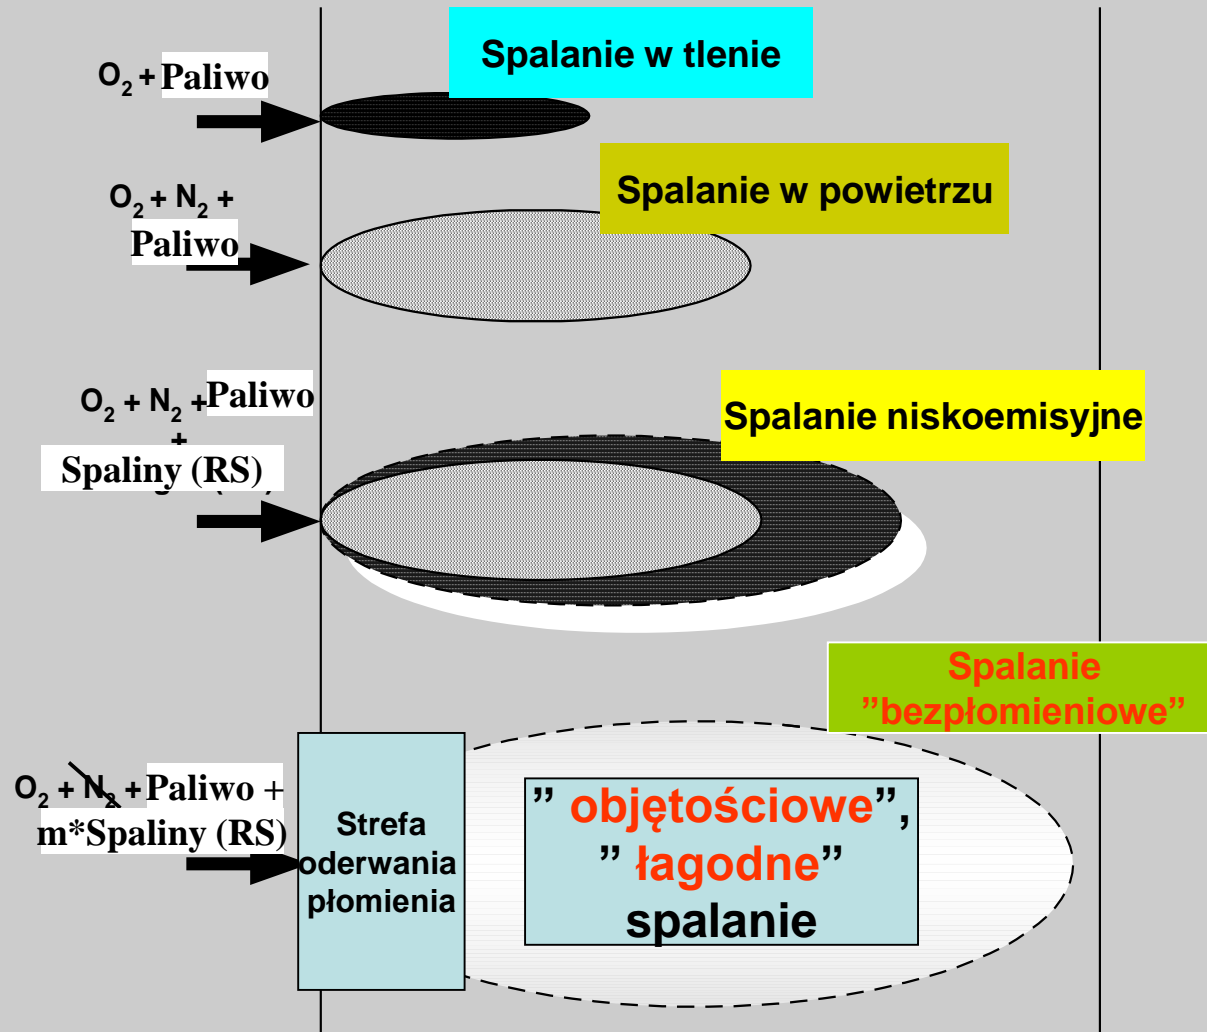 Spalanie w tlenie
O₂ + Paliwo
Spalanie w powietrzu
O₂ + N₂ +
Paliwo
Spalanie niskoemisyjne
O₂ + N₂ + Paliwo
+
Spaliny (RS)
Spalanie
”bezpłomieniowe”
O₂ + N₂ + Paliwo +
m*Spaliny (RS)
Strefa
oderwania
płomienia
” objętościowe”,
” łagodne”
spalanie